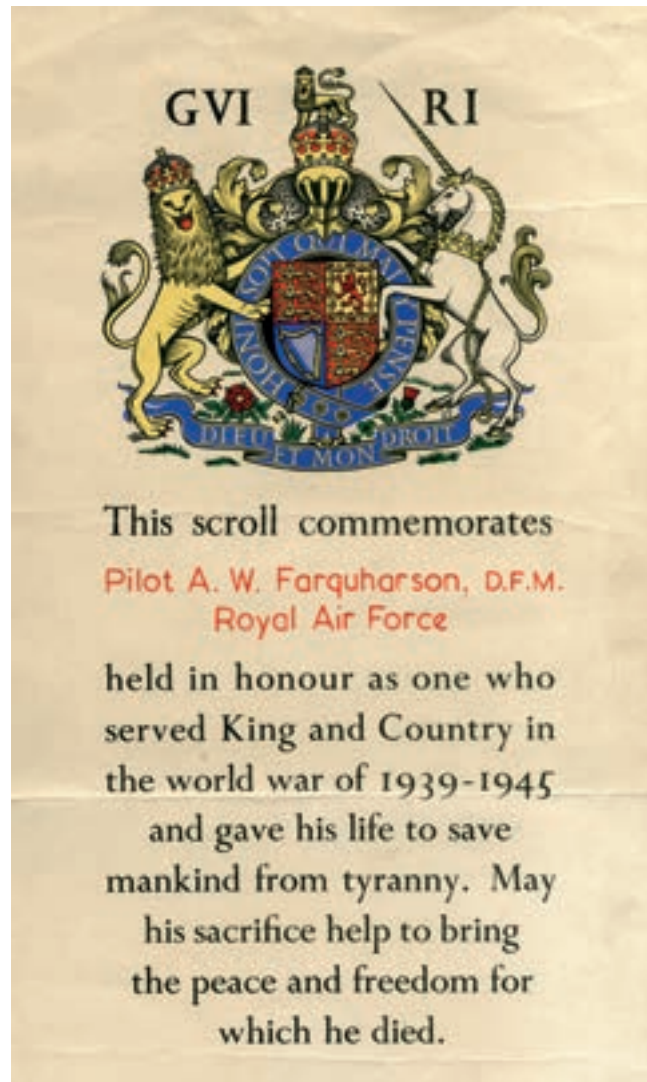 GVI RI
HONI SOIT QUI MAL Y PENSE
DIEU ET MON DROIT
This scroll commemorates
Pilot A. W. Farquharson, D.F.M.
Royal Air Force
held in honour as one who
served King and Country in
the world war of 1939-1945
and gave his life to save
mankind from tyranny. May
his sacrifice help to bring
the peace and freedom for
which he died.